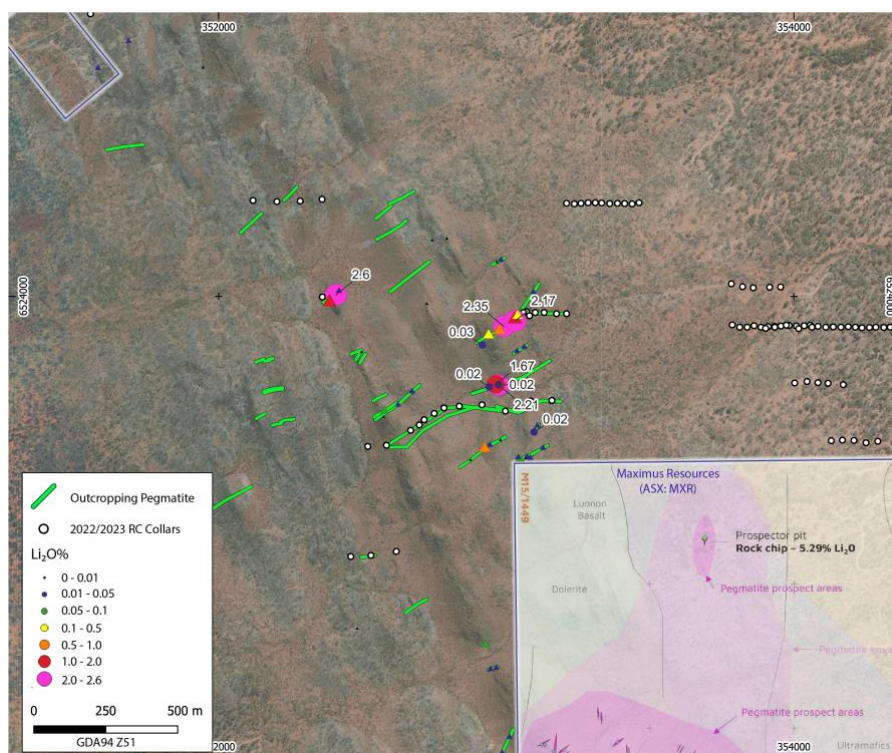 352000
354000
6524000
6524000
2.6
2.35
2.17
0.03
1.67
0.02
0.02
2.21
0.02
Maximus Resources
(ASX: MXR)
M15/1449
Lunnon
Basalt
Prospector pit
Rock chip – 5.29% Li₂O
Dolerite
Pegmatite prospect areas
Pegmatite
Pegmatite prospect areas
Ultramafics
2000
354000
Outcropping Pegmatite
2022/2023 RC Collars
Li₂O%
0 - 0.01
0.01 - 0.05
0.05 - 0.1
0.1 - 0.5
0.5 - 1.0
1.0 - 2.0
2.0 - 2.6
0 250 500 m
GDA94 Z51